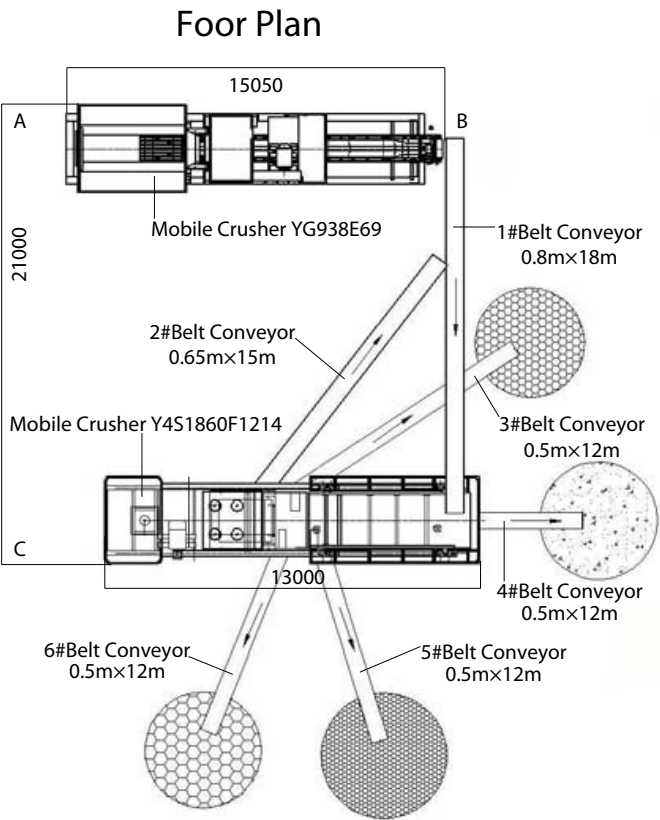 Foor Plan
15050
A
B
21000
Mobile Crusher YG938E69
1#Belt Conveyor
0.8m×18m
2#Belt Conveyor
0.65m×15m
Mobile Crusher Y4S1860F1214
3#Belt Conveyor
0.5m×12m
C
13000
4#Belt Conveyor
0.5m×12m
6#Belt Conveyor
0.5m×12m
5#Belt Conveyor
0.5m×12m